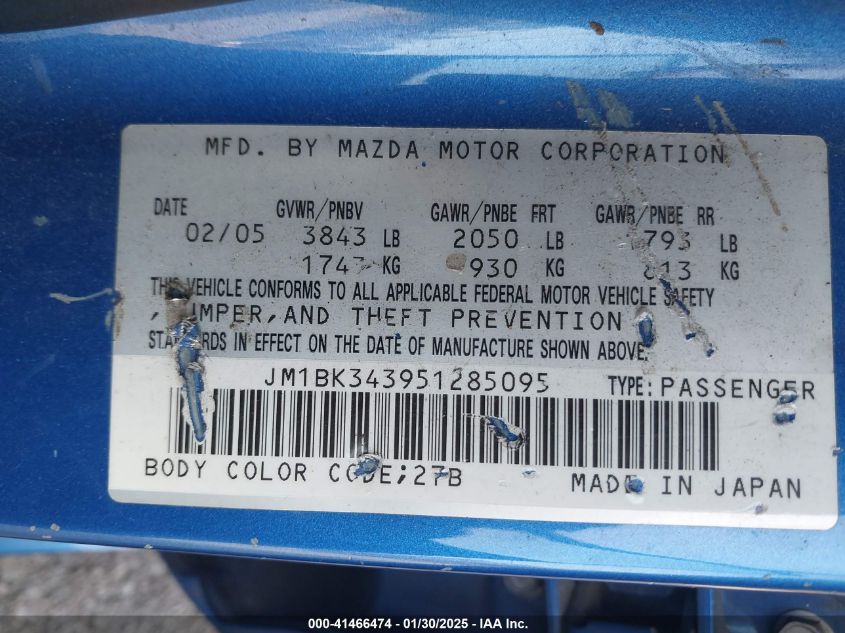 MFD. BY MAZDA MOTOR CORPORATION
DATE GVWR/PNBV GAWR/PNBE FRT GAWR/PNBE RR
02/05 3843 LB 2050 LB LB
KG 930 KG KG
THIS VEHICLE CONFORMS TO ALL APPLICABLE FEDERAL MOTOR VEHICLE SAFETY
, BUMPER, AND THEFT PREVENTION
STANDARDS IN EFFECT ON THE DATE OF MANUFACTURE SHOWN ABOVE.
JM1BK343951285095 TYPE: PASSENGER
BODY COLOR CODE;27B MADE IN JAPAN
000-41466474 - 01/30/2025 - IAA Inc.